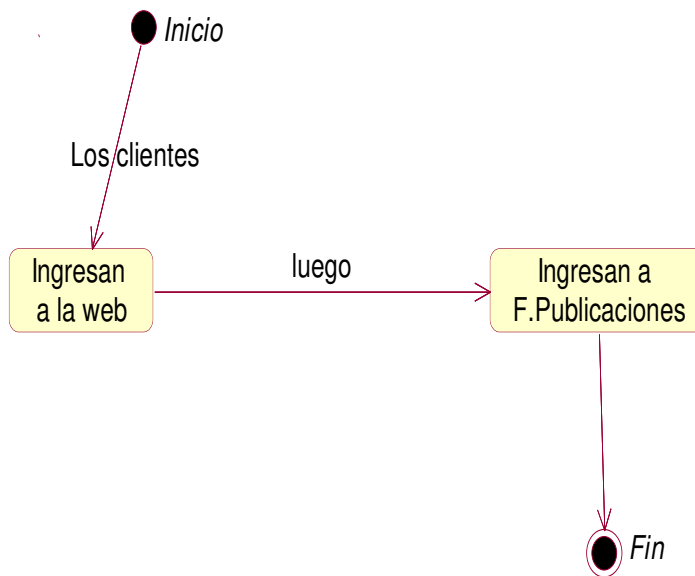 Inicio
Los clientes
Ingresan
a la web
luego
Ingresan a
F.Publicaciones
Fin